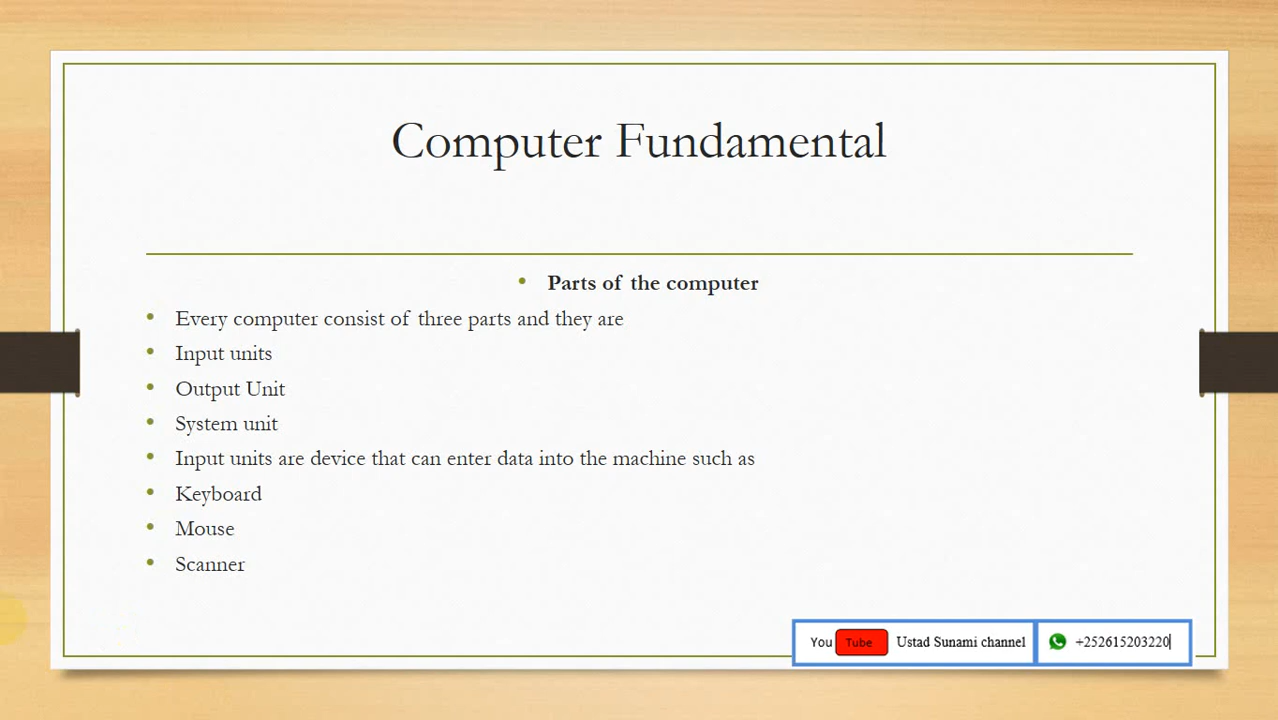 Computer Fundamental
• Parts of the computer
• Every computer consist of three parts and they are
• Input units
• Output Unit
• System unit
• Input units are device that can enter data into the machine such as
• Keyboard
• Mouse
• Scanner
You Tube Ustad Sunami channel +252615203220